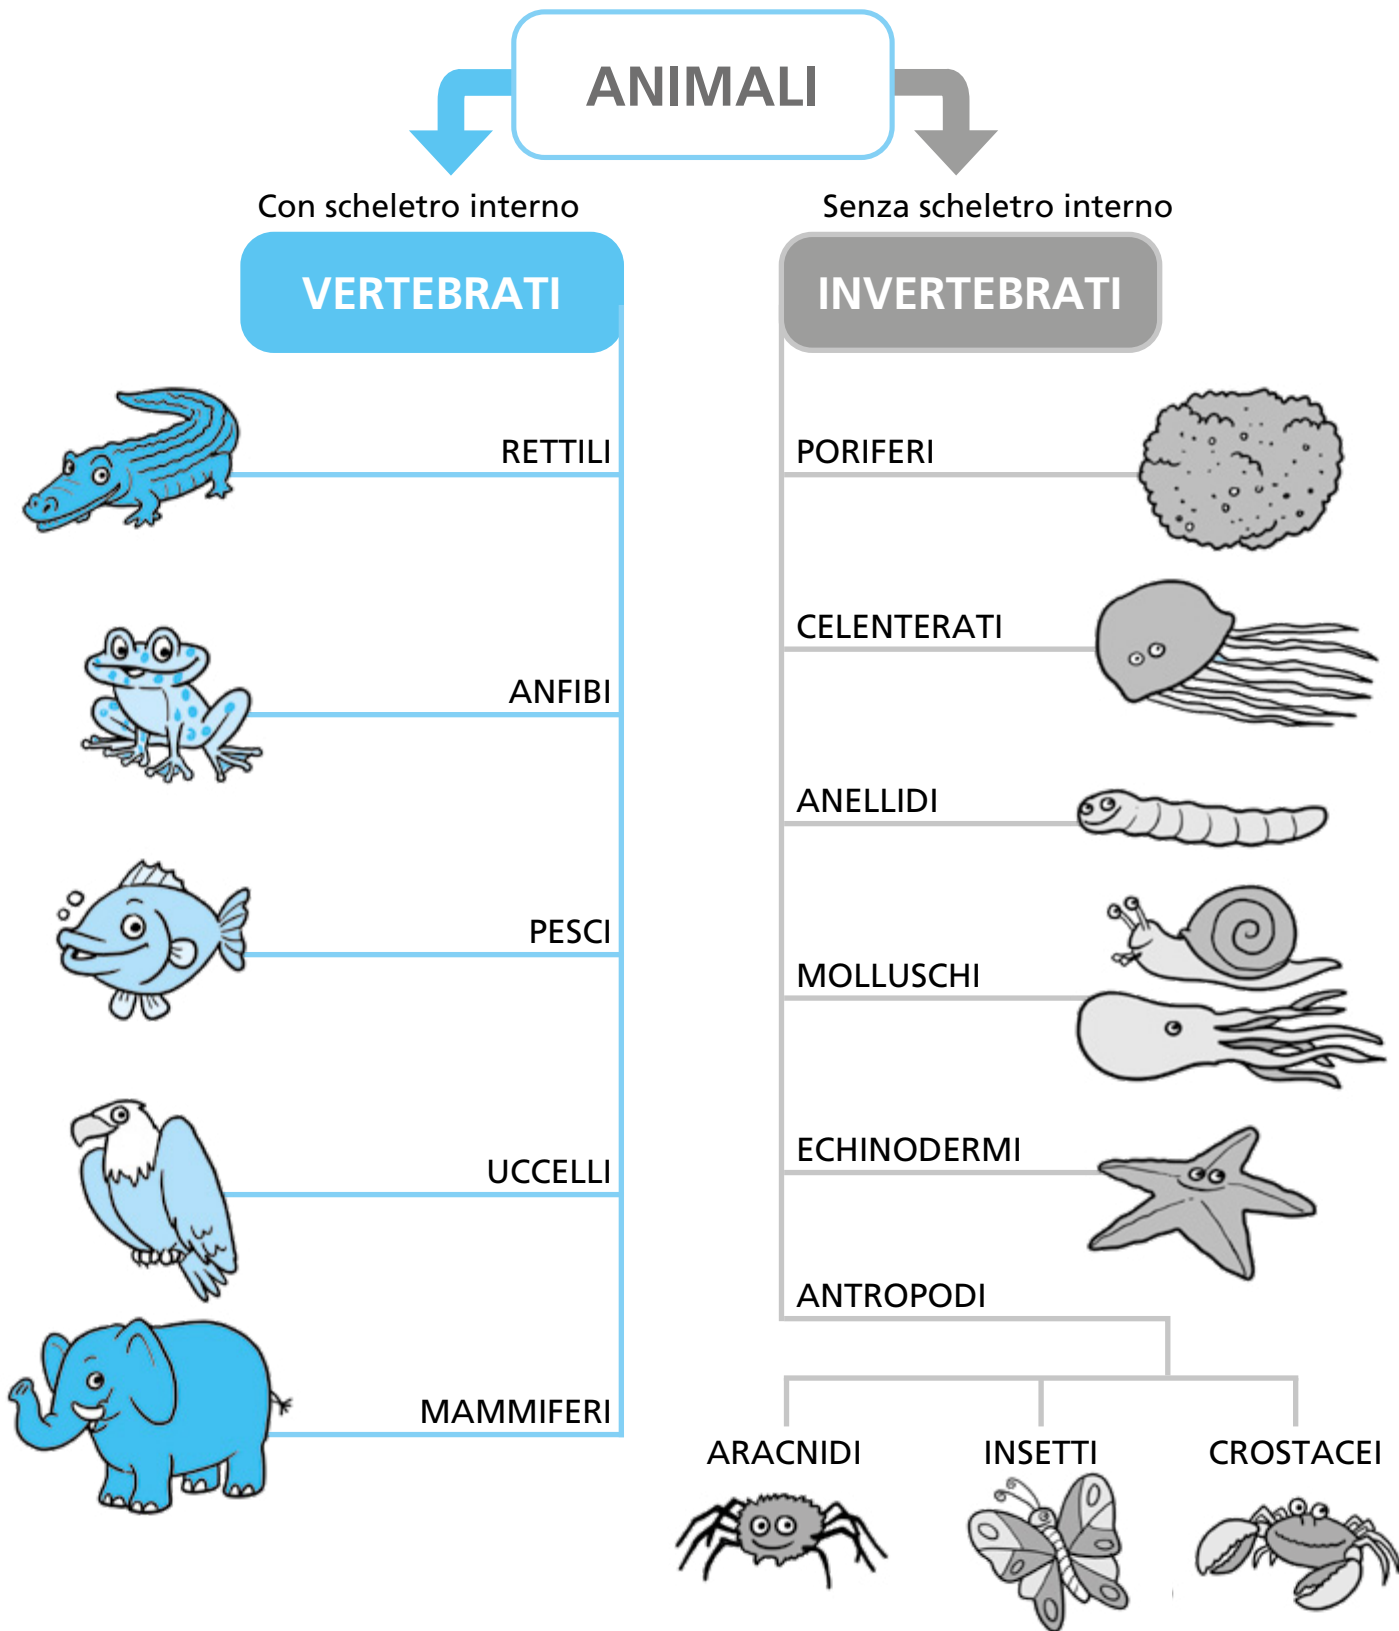 ANIMALI
Con scheletro interno
VERTEBRATI
RETTILI
ANFIBI
PESCI
UCCELLI
MAMMIFERI
Senza scheletro interno
INVERTEBRATI
PORIFERI
CELENTERATI
ANELLIDI
MOLLUSCHI
ECHINODERMI
ANTROPODI
ARACNIDI
INSETTI
CROSTACEI